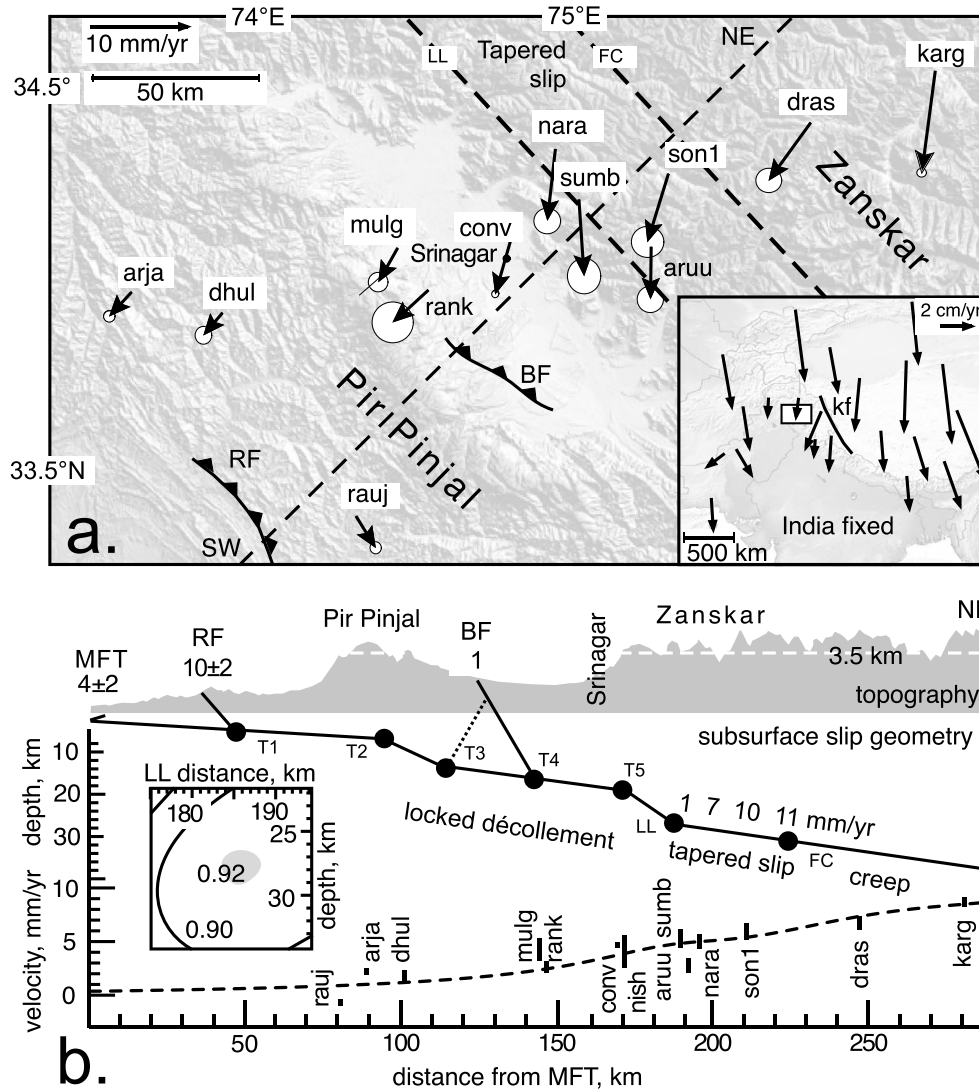 74°E
75°E
10 mm/yr
50 km
34.5°
LL
Tapered
slip
FC
NE
karg
dras
nara
son1
sumb
Zanskar
mulg
conv
Srinagar
aruu
arja
dhul
rank
2 cm/yr
kf
India fixed
500 km
BF
Pir Pinjal
33.5°N
RF
rauj
SW
a.
Pir Pinjal
BF
1
Srinagar
Zanskar
NE
RF
10±2
MFT
4±2
3.5 km
topography
subsurface slip geometry
T1
T2
T3
T4
T5
10
20
30
depth, km
LL distance, km
180
190
25
30
depth, km
0.92
0.90
locked décollement
LL
1 7 10 11 mm/yr
tapered slip
FC
creep
10
5
0
velocity, mm/yr
rauj
arja
dhul
mulg
rank
conv
nish
aruu
sumb
nara
son1
dras
karg
50
100
150
200
250
b.
distance from MFT, km